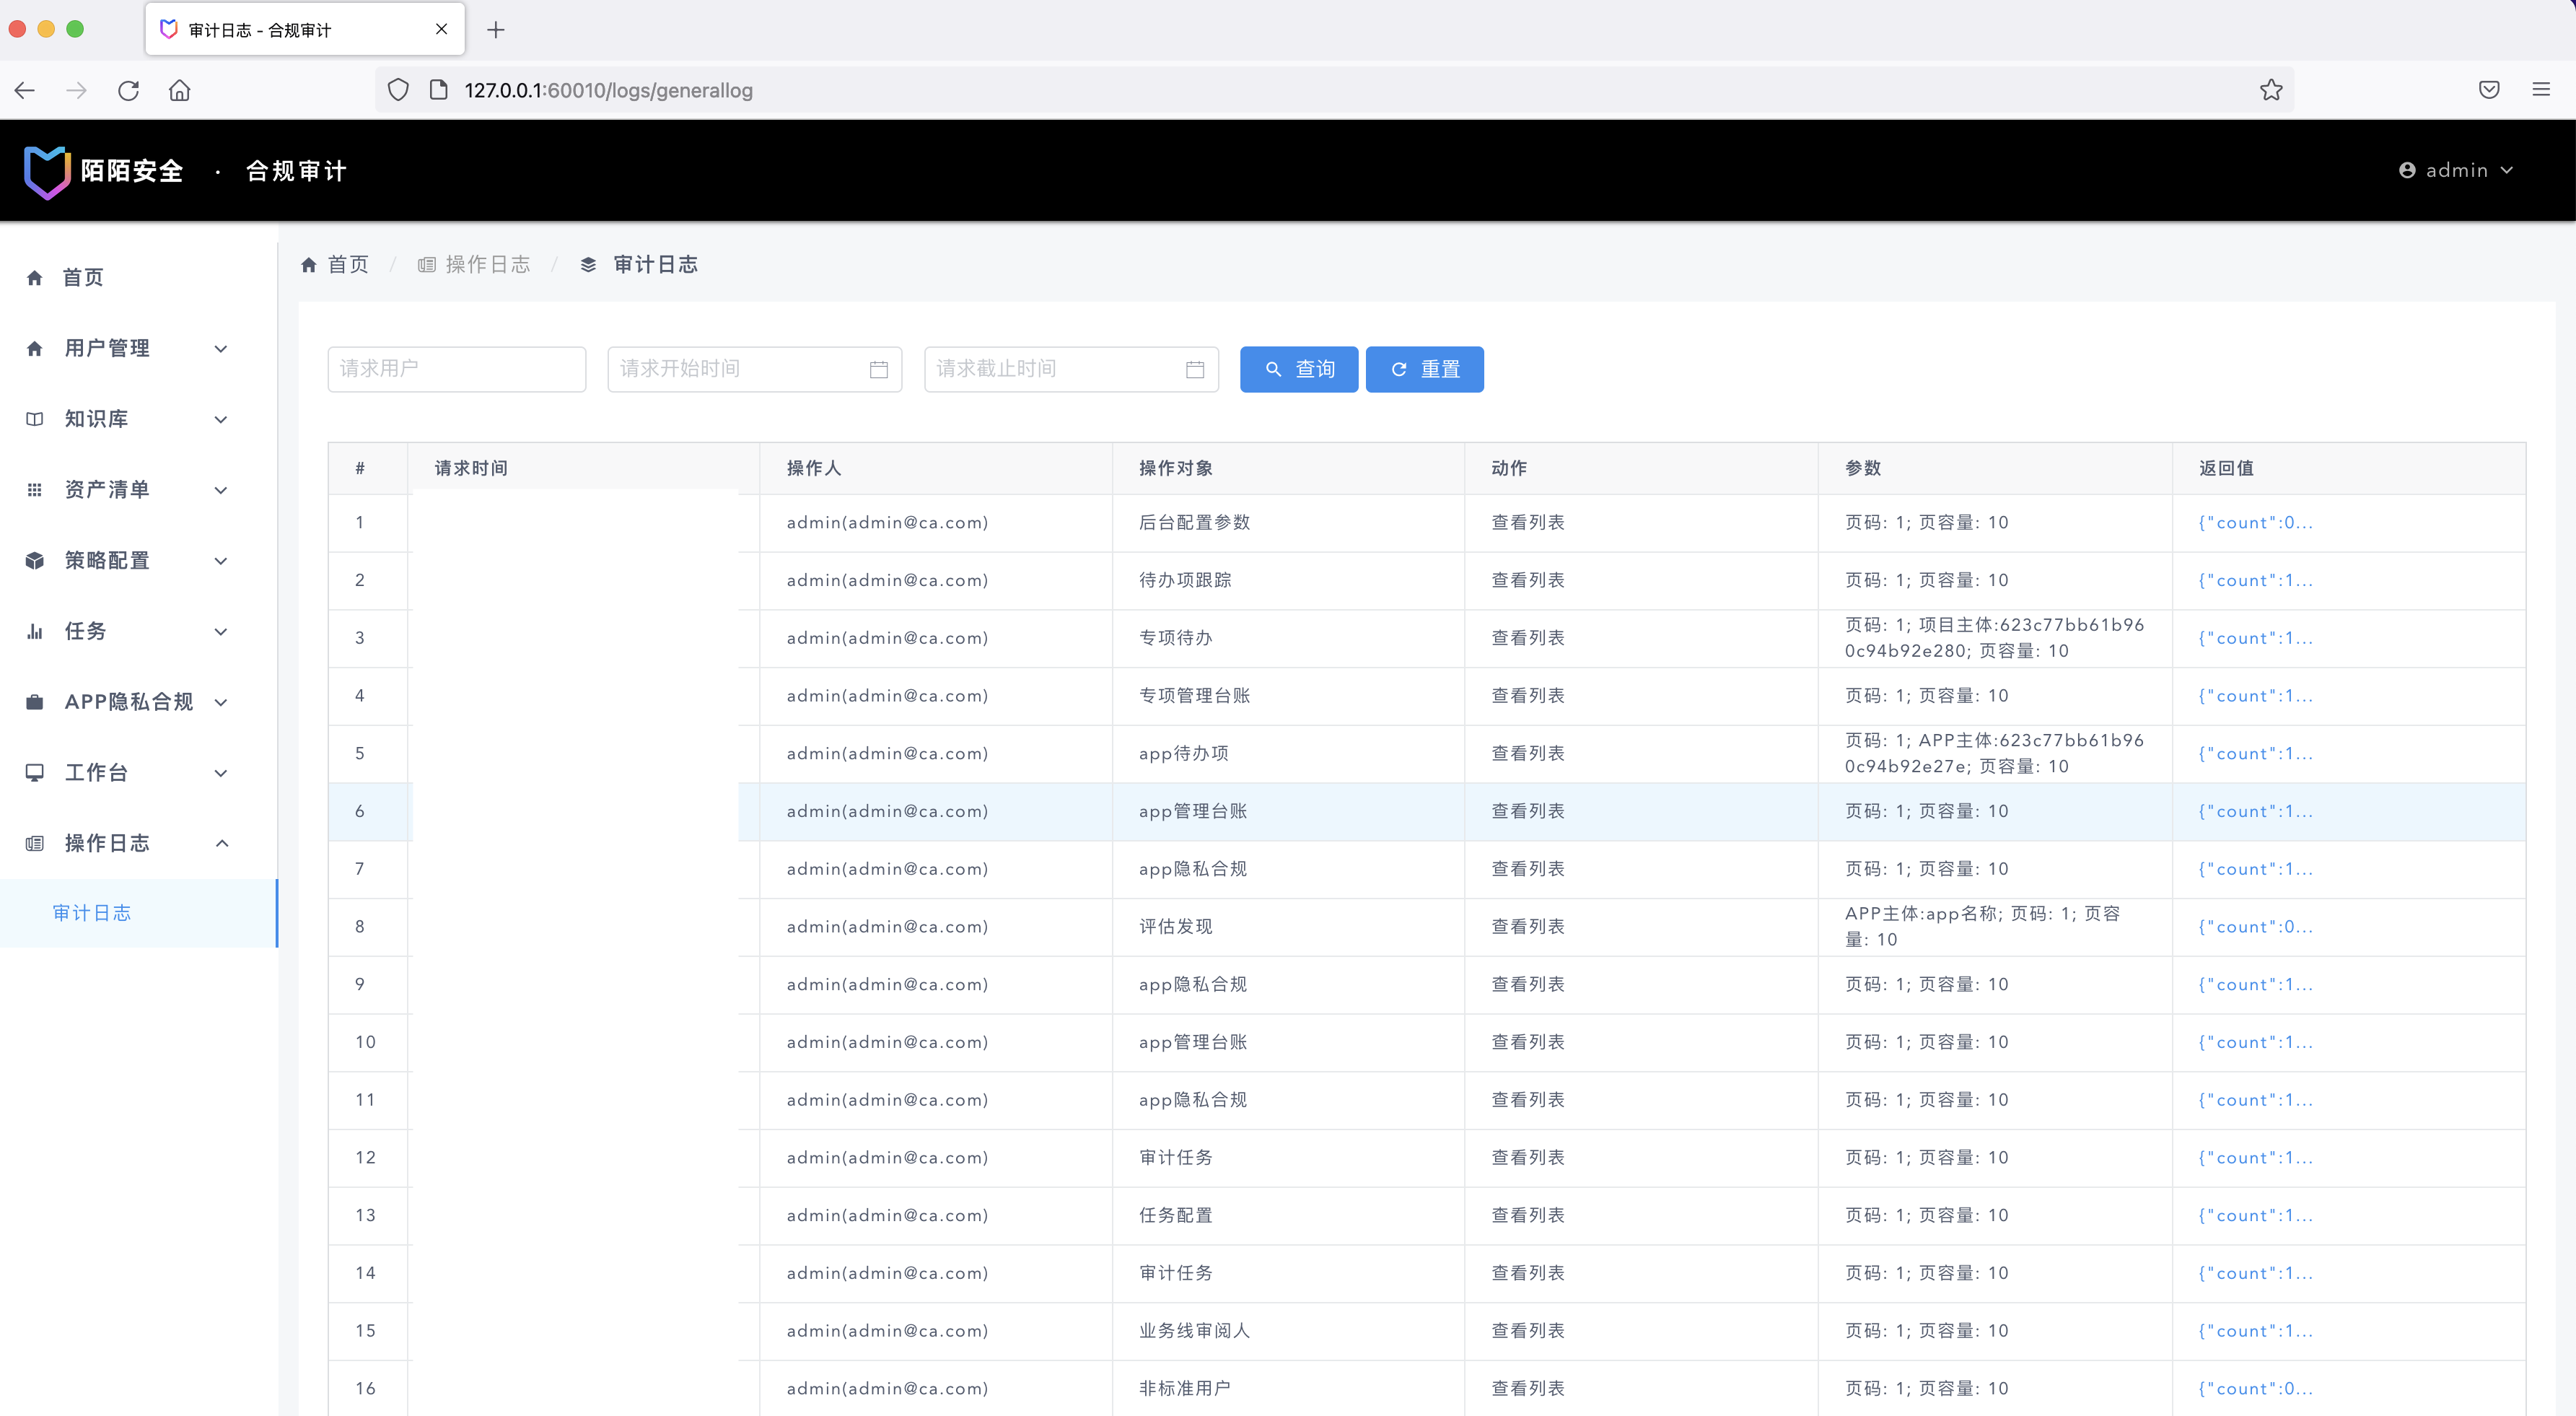 审计日志 - 合规审计
127.0.0.1:60010/logs/generallog
陌陌安全 · 合规审计
admin
首页
用户管理
知识库
资产清单
策略配置
任务
APP隐私合规
工作台
操作日志
审计日志
首页 / 操作日志 / 审计日志
请求用户 请求开始时间 请求截止时间 查询 重置
# 请求时间 操作人 操作对象 动作 参数 返回值
1 admin(admin@ca.com) 后台配置参数 查看列表 页码: 1; 页容量: 10 {"count":0...
2 admin(admin@ca.com) 待办项跟踪 查看列表 页码: 1; 页容量: 10 {"count":1...
3 admin(admin@ca.com) 专项待办 查看列表 页码: 1; 项目主体:623c77bb61b96
0c94b92e280; 页容量: 10 {"count":1...
4 admin(admin@ca.com) 专项管理台账 查看列表 页码: 1; 页容量: 10 {"count":1...
5 admin(admin@ca.com) app待办项 查看列表 页码: 1; APP主体:623c77bb61b96
0c94b92e27e; 页容量: 10 {"count":1...
6 admin(admin@ca.com) app管理台账 查看列表 页码: 1; 页容量: 10 {"count":1...
7 admin(admin@ca.com) app隐私合规 查看列表 页码: 1; 页容量: 10 {"count":1...
8 admin(admin@ca.com) 评估发现 查看列表 APP主体:app名称; 页码: 1; 页容
量: 10 {"count":0...
9 admin(admin@ca.com) app隐私合规 查看列表 页码: 1; 页容量: 10 {"count":1...
10 admin(admin@ca.com) app管理台账 查看列表 页码: 1; 页容量: 10 {"count":1...
11 admin(admin@ca.com) app隐私合规 查看列表 页码: 1; 页容量: 10 {"count":1...
12 admin(admin@ca.com) 审计任务 查看列表 页码: 1; 页容量: 10 {"count":1...
13 admin(admin@ca.com) 任务配置 查看列表 页码: 1; 页容量: 10 {"count":1...
14 admin(admin@ca.com) 审计任务 查看列表 页码: 1; 页容量: 10 {"count":1...
15 admin(admin@ca.com) 业务线审阅人 查看列表 页码: 1; 页容量: 10 {"count":1...
16 admin(admin@ca.com) 非标准用户 查看列表 页码: 1; 页容量: 10 {"count":0...